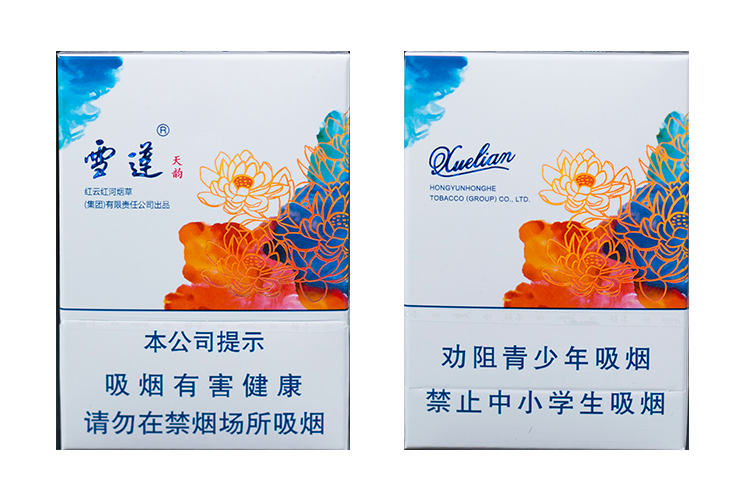 雪莲®
天韵
红云红河烟草
(集团)有限责任公司出品
本公司提示
吸烟有害健康
请勿在禁烟场所吸烟
Xuelian
HONGYUNHONGHE
TOBACCO (GROUP) CO., LTD.
劝阻青少年吸烟
禁止中小学生吸烟